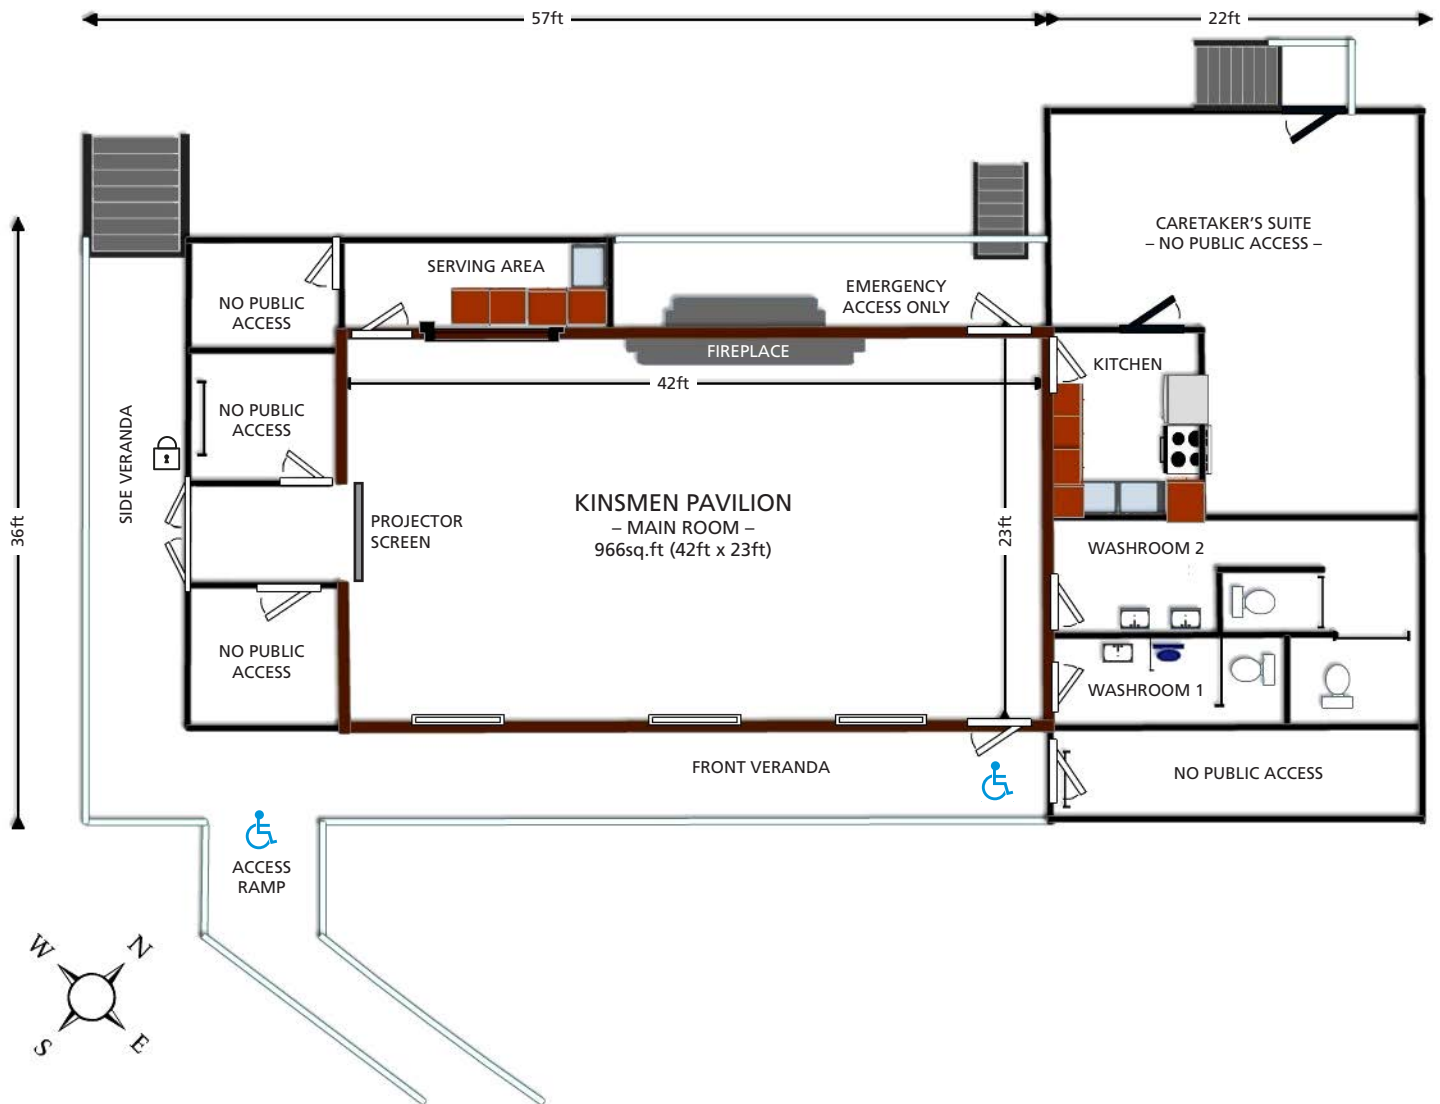 57ft
22ft
CARETAKER'S SUITE
– NO PUBLIC ACCESS –
SERVING AREA
EMERGENCY
ACCESS ONLY
NO PUBLIC
ACCESS
FIREPLACE
KITCHEN
42ft
NO PUBLIC
ACCESS
SIDE VERANDA
36ft
PROJECTOR
SCREEN
KINSMEN PAVILION
– MAIN ROOM –
966sq.ft (42ft x 23ft)
23ft
WASHROOM 2
NO PUBLIC
ACCESS
WASHROOM 1
FRONT VERANDA
NO PUBLIC ACCESS
ACCESS
RAMP
W
N
S
E